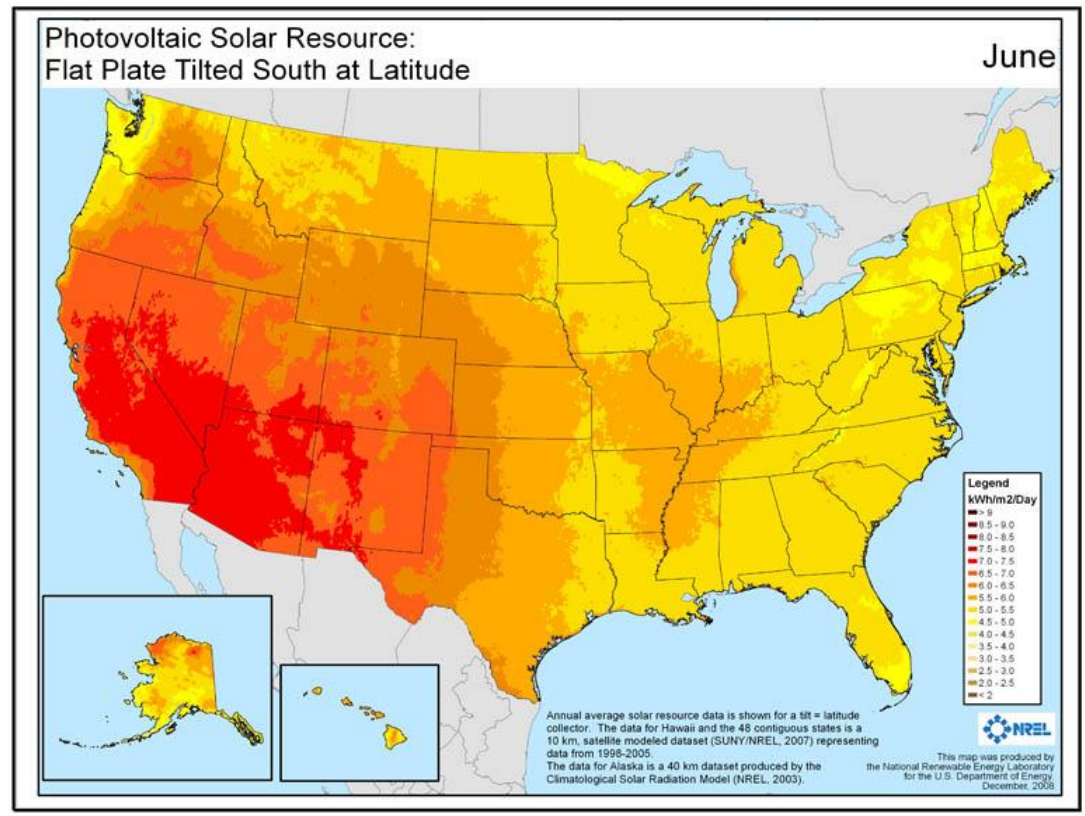 Photovoltaic Solar Resource:
Flat Plate Tilted South at Latitude
June
Legend
kWh/m2/Day
> 9
8.5 - 9.0
8.0 - 8.5
7.5 - 8.0
7.0 - 7.5
6.5 - 7.0
6.0 - 6.5
5.5 - 6.0
5.0 - 5.5
4.5 - 5.0
4.0 - 4.5
3.5 - 4.0
3.0 - 3.5
2.5 - 3.0
2.0 - 2.5
< 2
Annual average solar resource data is shown for a tilt = latitude
collector. The data for Hawaii and the 48 contiguous states is a
10 km, satellite modeled dataset (SUNY/NREL, 2007) representing
data from 1998-2005.
The data for Alaska is a 40 km dataset produced by the
Climatological Solar Radiation Model (NREL, 2003).
NREL
This map was produced by
the National Renewable Energy Laboratory
for the U.S. Department of Energy.
December, 2008